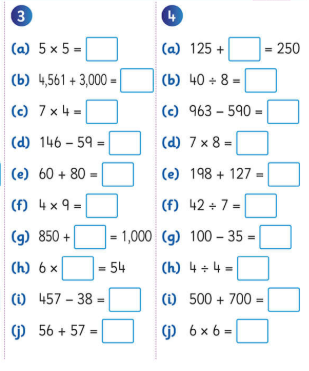 3
(a) 5 × 5 =
(b) 4,561 + 3,000 =
(c) 7 × 4 =
(d) 146 – 59 =
(e) 60 + 80 =
(f) 4 × 9 =
(g) 850 + = 1,000
(h) 6 × = 54
(i) 457 – 38 =
(j) 56 + 57 =
4
(a) 125 + = 250
(b) 40 ÷ 8 =
(c) 963 – 590 =
(d) 7 × 8 =
(e) 198 + 127 =
(f) 42 ÷ 7 =
(g) 100 – 35 =
(h) 4 ÷ 4 =
(i) 500 + 700 =
(j) 6 × 6 =